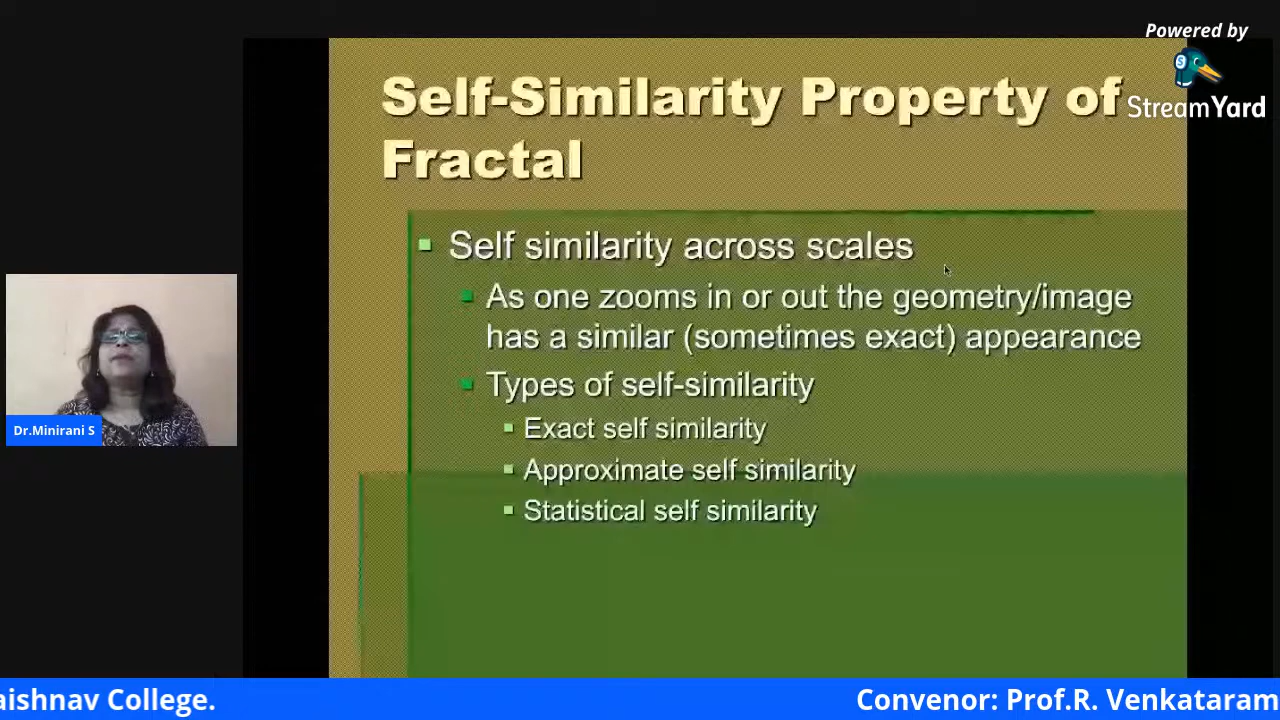 Powered by
StreamYard
Self-Similarity Property of
Fractal
Self similarity across scales
As one zooms in or out the geometry/image
has a similar (sometimes exact) appearance
Types of self-similarity
Exact self similarity
Approximate self similarity
Statistical self similarity
Dr.Minirani S
aishnav College.
Convenor: Prof.R. Venkataram